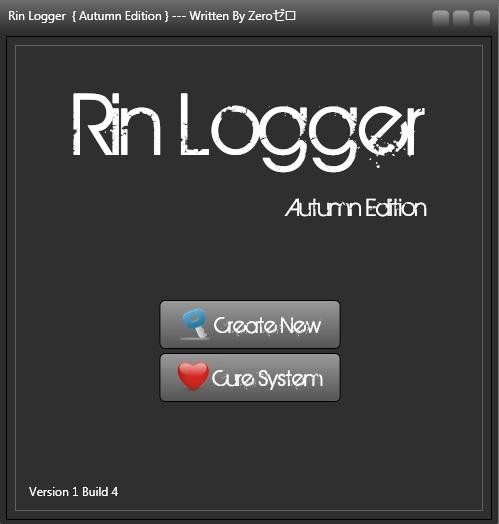 Rin Logger { Autumn Edition } --- Written By Zeroゼロ
Rin Logger
Autumn Edition
Create New
Cure System
Version 1 Build 4